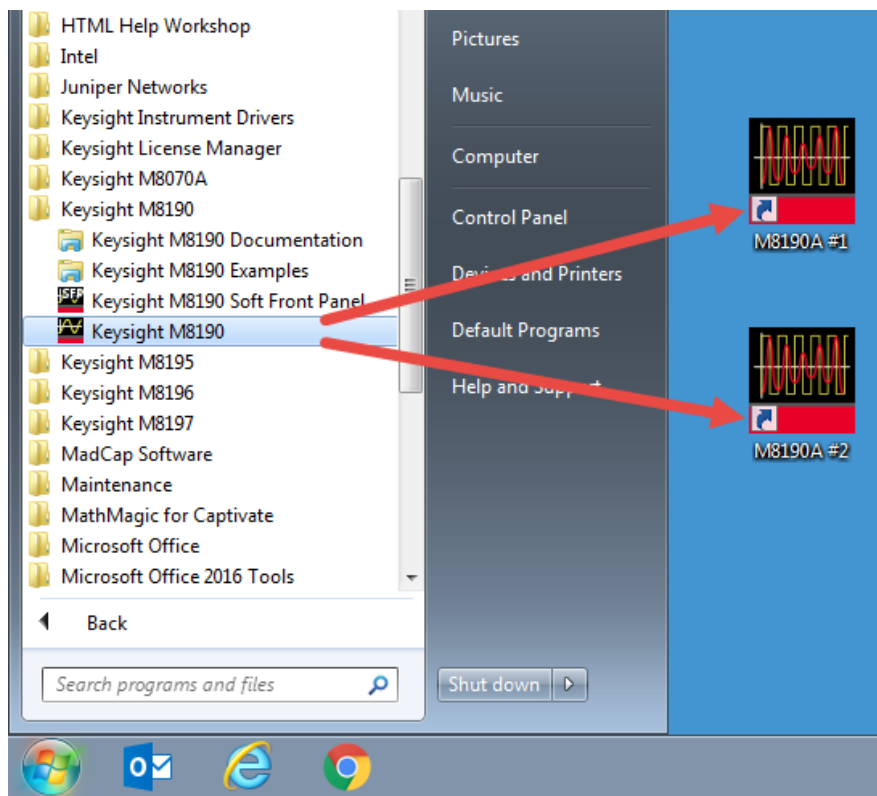 HTML Help Workshop
Intel
Juniper Networks
Keysight Instrument Drivers
Keysight License Manager
Keysight M8070A
Keysight M8190
Keysight M8190 Documentation
Keysight M8190 Examples
Keysight M8190 Soft Front Panel
Keysight M8190
Keysight M8195
Keysight M8196
Keysight M8197
MadCap Software
Maintenance
MathMagic for Captivate
Microsoft Office
Microsoft Office 2016 Tools
Back
Search programs and files
Pictures
Music
Computer
Control Panel
Devices and Printers
Default Programs
Help and Support
Shut down
M8190A #1
M8190A #2